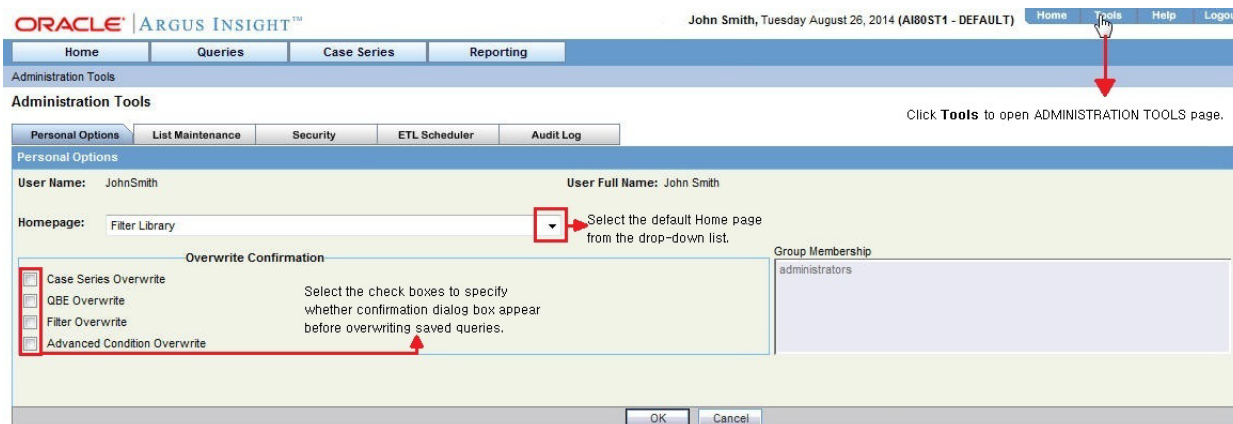 ORACLE® | ARGUS INSIGHT™
John Smith, Tuesday August 26, 2014 (AI80ST1 - DEFAULT)
Home Tools Help Logou
Home Queries Case Series Reporting
Administration Tools
Administration Tools
Click Tools to open ADMINISTRATION TOOLS page.
Personal Options List Maintenance Security ETL Scheduler Audit Log
Personal Options
User Name: JohnSmith
User Full Name: John Smith
Homepage: Filter Library
Select the default Home page
from the drop-down list.
Overwrite Confirmation
Case Series Overwrite
QBE Overwrite
Filter Overwrite
Advanced Condition Overwrite
Select the check boxes to specify
whether confirmation dialog box appear
before overwriting saved queries.
Group Membership
administrators
OK Cancel